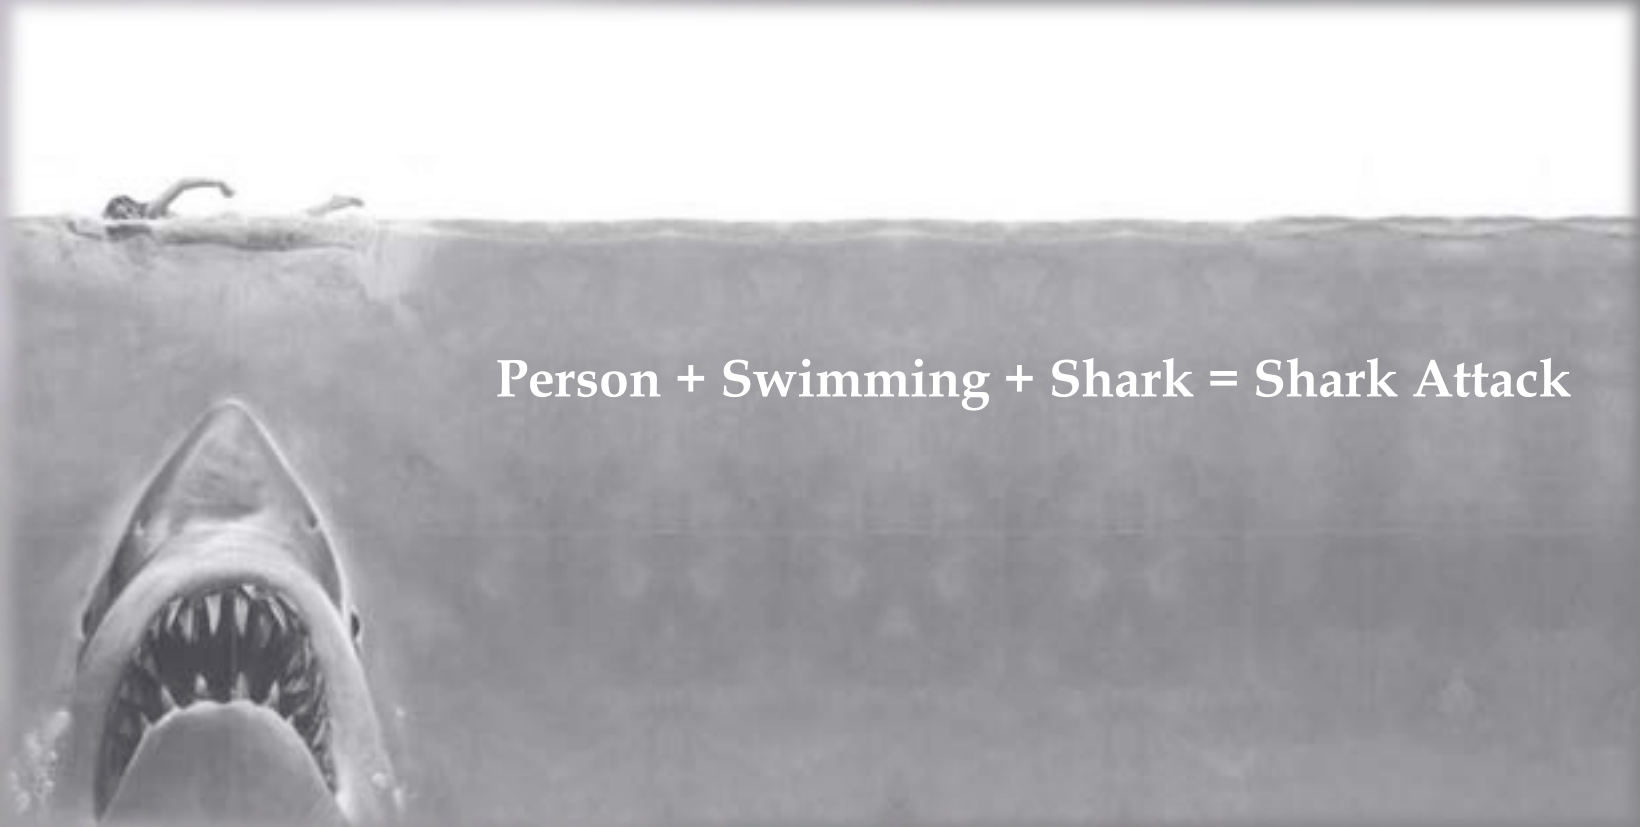 Person + Swimming + Shark = Shark Attack